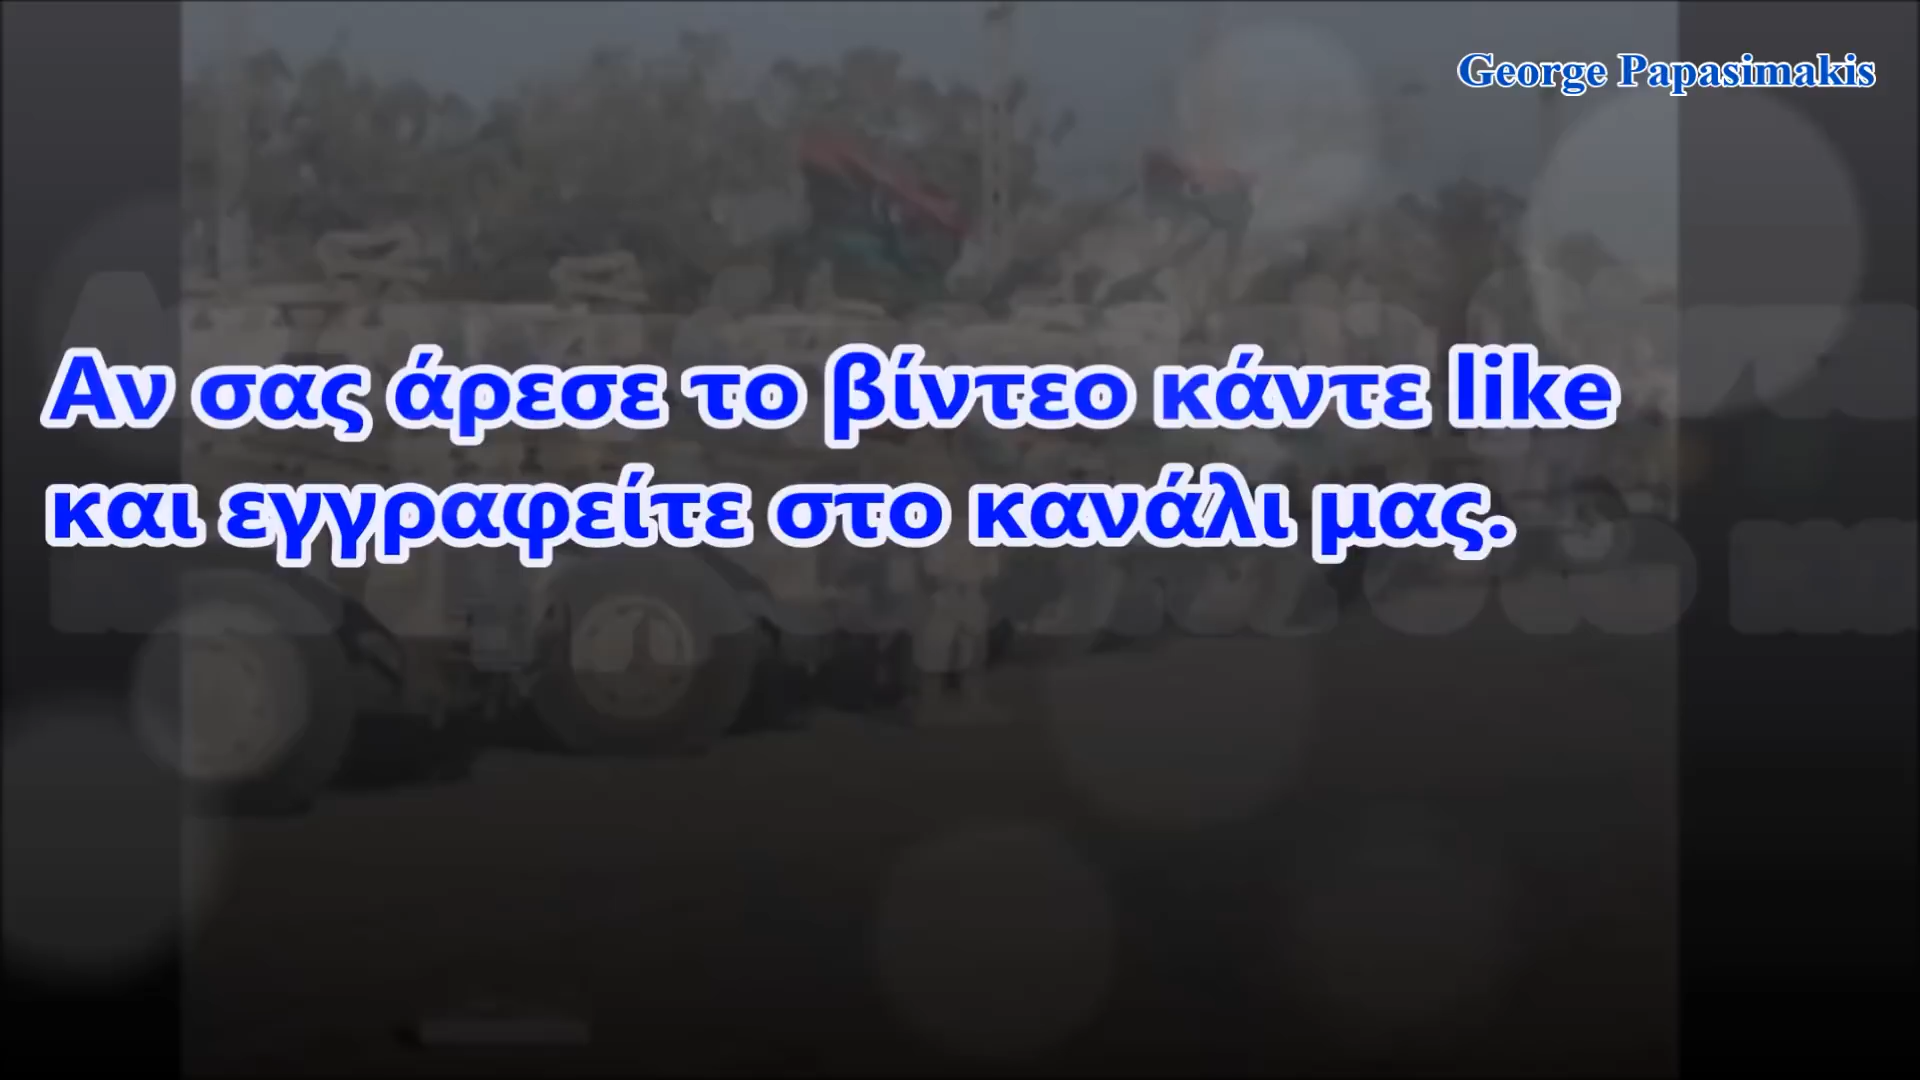 George Papasimakis
Αν σας άρεσε το βίντεο κάντε like
και εγγραφείτε στο κανάλι μας.